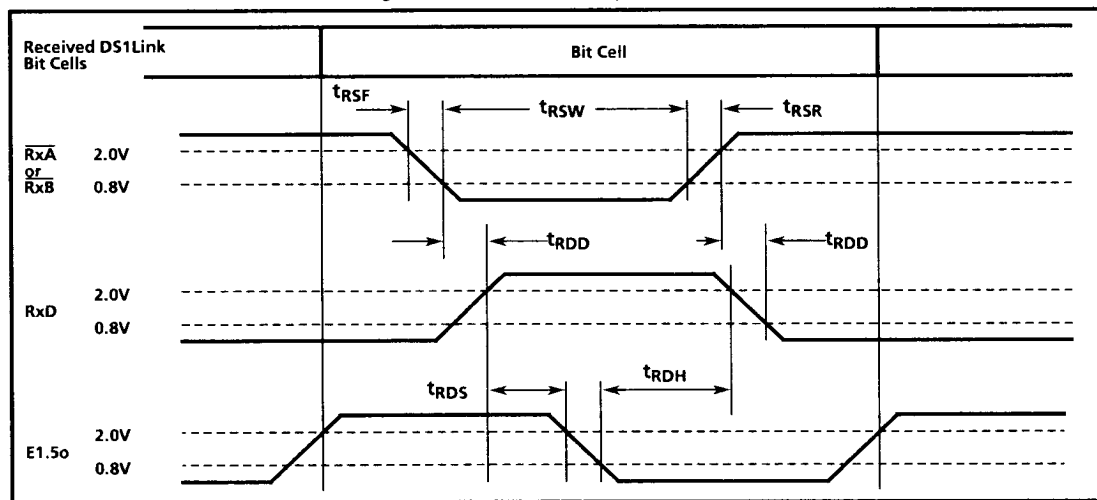 Received DS1Link
Bit Cells
Bit Cell
tRSF
tRSW
tRSR
RxA
or
RxB
2.0V
0.8V
tRDD
tRDD
RxD
2.0V
0.8V
tRDS
tRDH
E1.5o
2.0V
0.8V